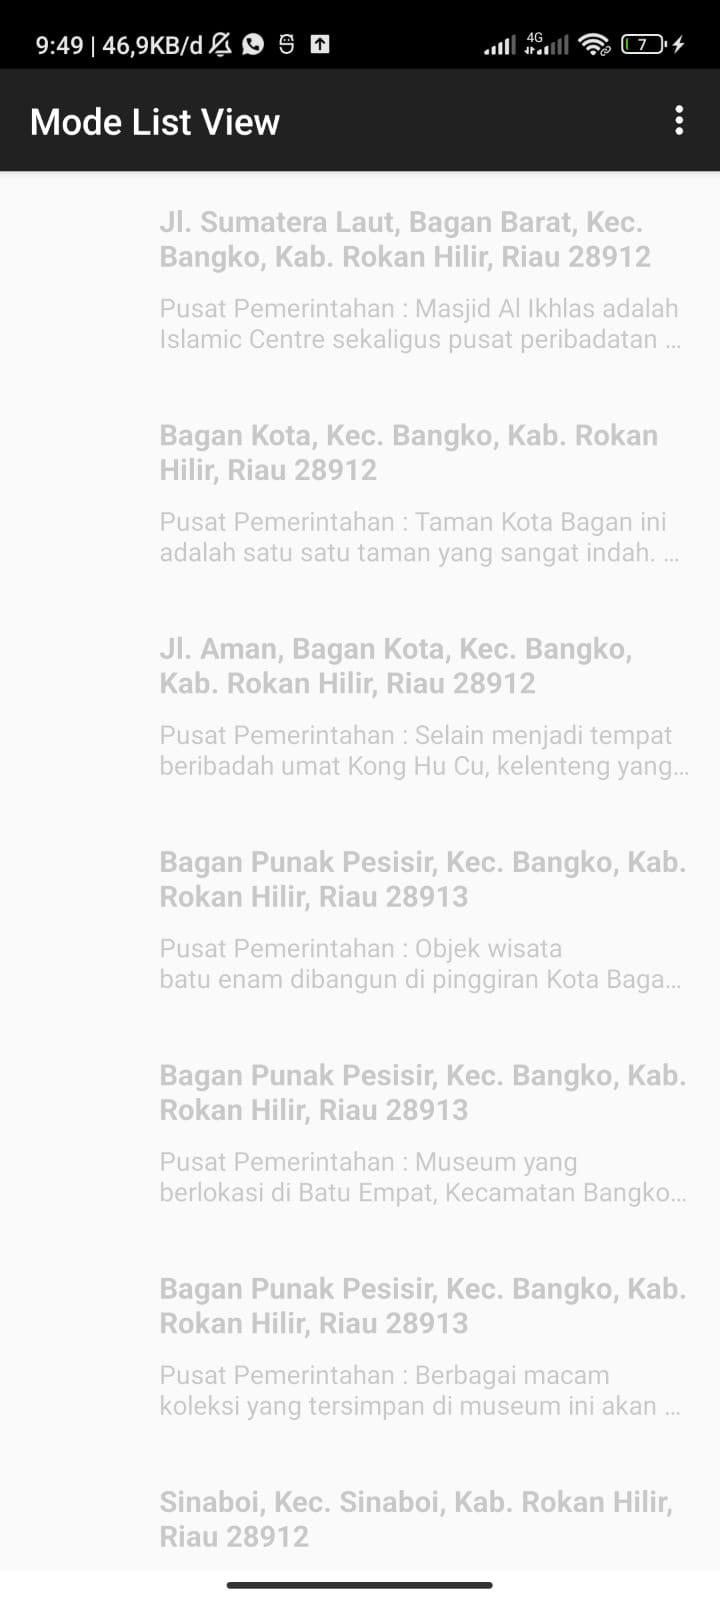 9:49 | 46,9KB/d
4G
7
Mode List View
Jl. Sumatera Laut, Bagan Barat, Kec.
Bangko, Kab. Rokan Hilir, Riau 28912
Pusat Pemerintahan : Masjid Al Ikhlas adalah
Islamic Centre sekaligus pusat peribadatan ...
Bagan Kota, Kec. Bangko, Kab. Rokan
Hilir, Riau 28912
Pusat Pemerintahan : Taman Kota Bagan ini
adalah satu satu taman yang sangat indah. ...
Jl. Aman, Bagan Kota, Kec. Bangko,
Kab. Rokan Hilir, Riau 28912
Pusat Pemerintahan : Selain menjadi tempat
beribadah umat Kong Hu Cu, kelenteng yang...
Bagan Punak Pesisir, Kec. Bangko, Kab.
Rokan Hilir, Riau 28913
Pusat Pemerintahan : Objek wisata
batu enam dibangun di pinggiran Kota Baga...
Bagan Punak Pesisir, Kec. Bangko, Kab.
Rokan Hilir, Riau 28913
Pusat Pemerintahan : Museum yang
berlokasi di Batu Empat, Kecamatan Bangko...
Bagan Punak Pesisir, Kec. Bangko, Kab.
Rokan Hilir, Riau 28913
Pusat Pemerintahan : Berbagai macam
koleksi yang tersimpan di museum ini akan ...
Sinaboi, Kec. Sinaboi, Kab. Rokan Hilir,
Riau 28912